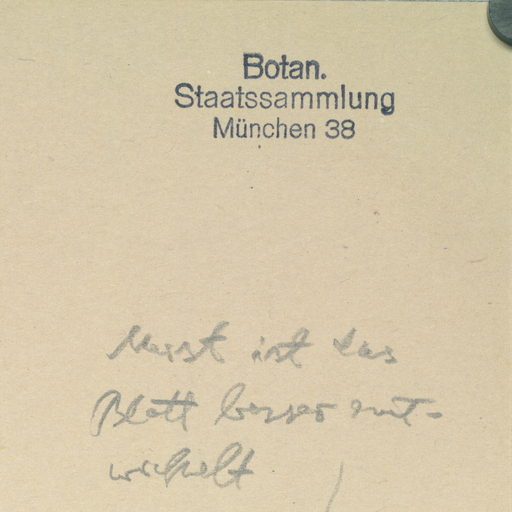 Botan.
Staatssammlung
München 38
Meist ist das
Blatt besser ent-
wickelt